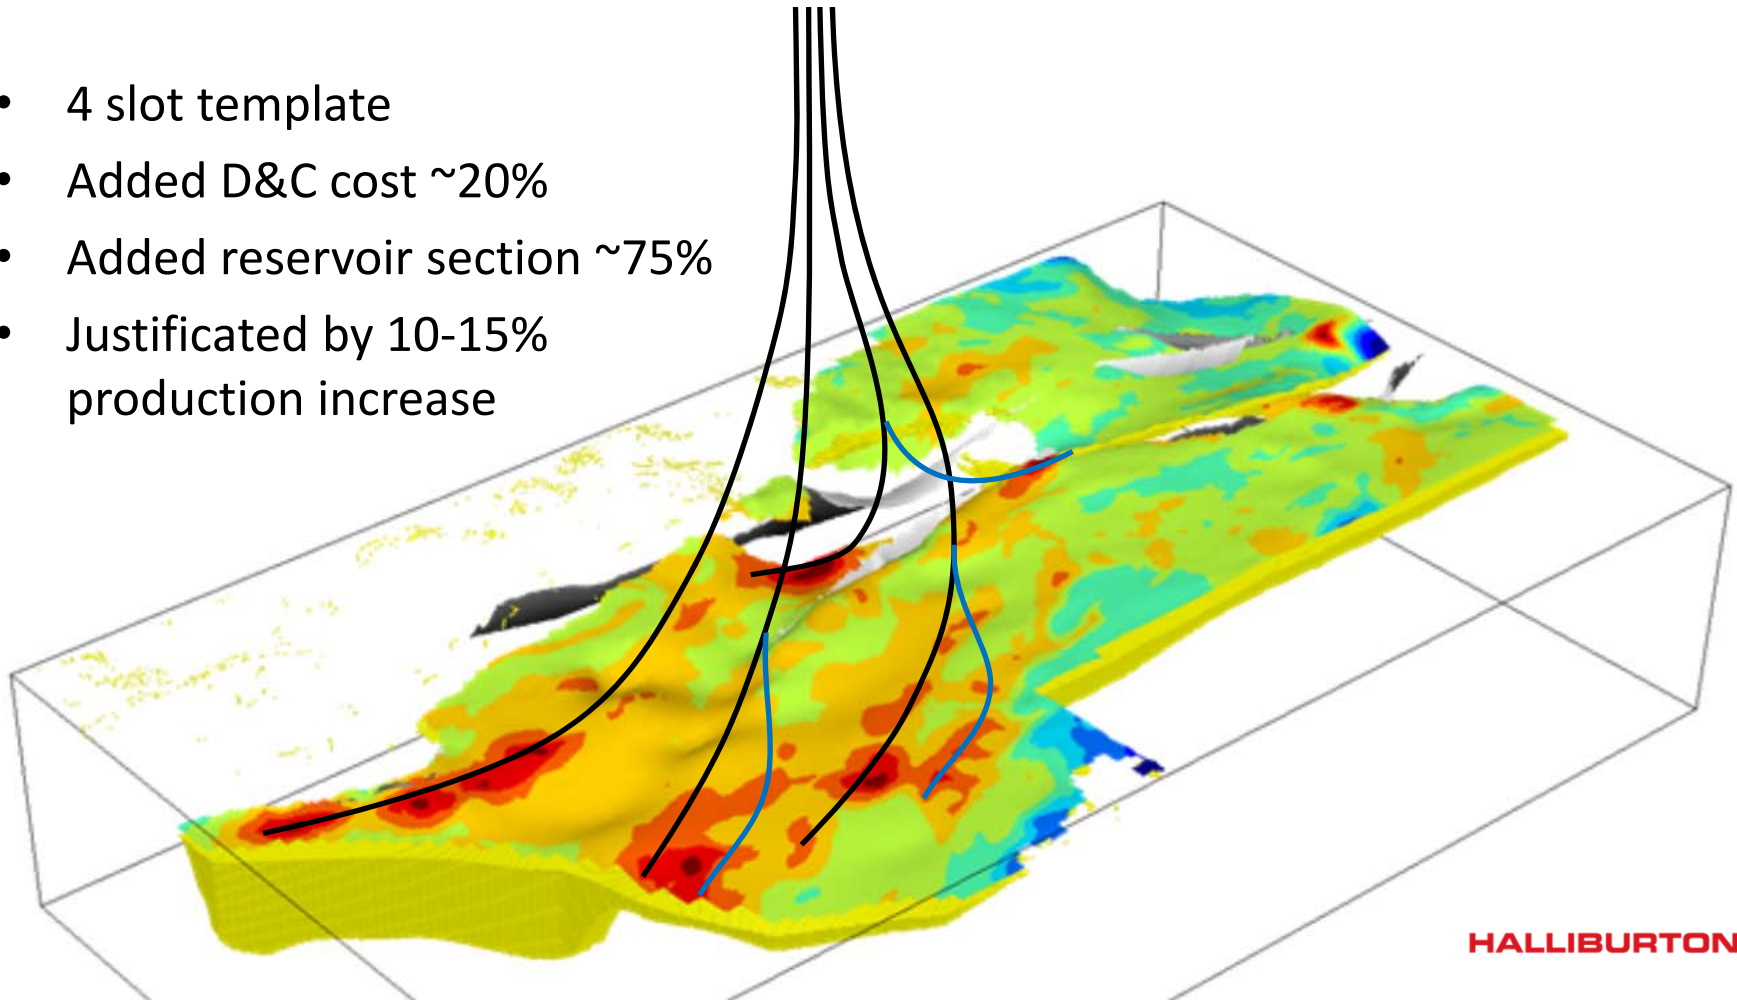 • 4 slot template
• Added D&C cost ~20%
• Added reservoir section ~75%
• Justificated by 10-15%
production increase
HALLIBURTON